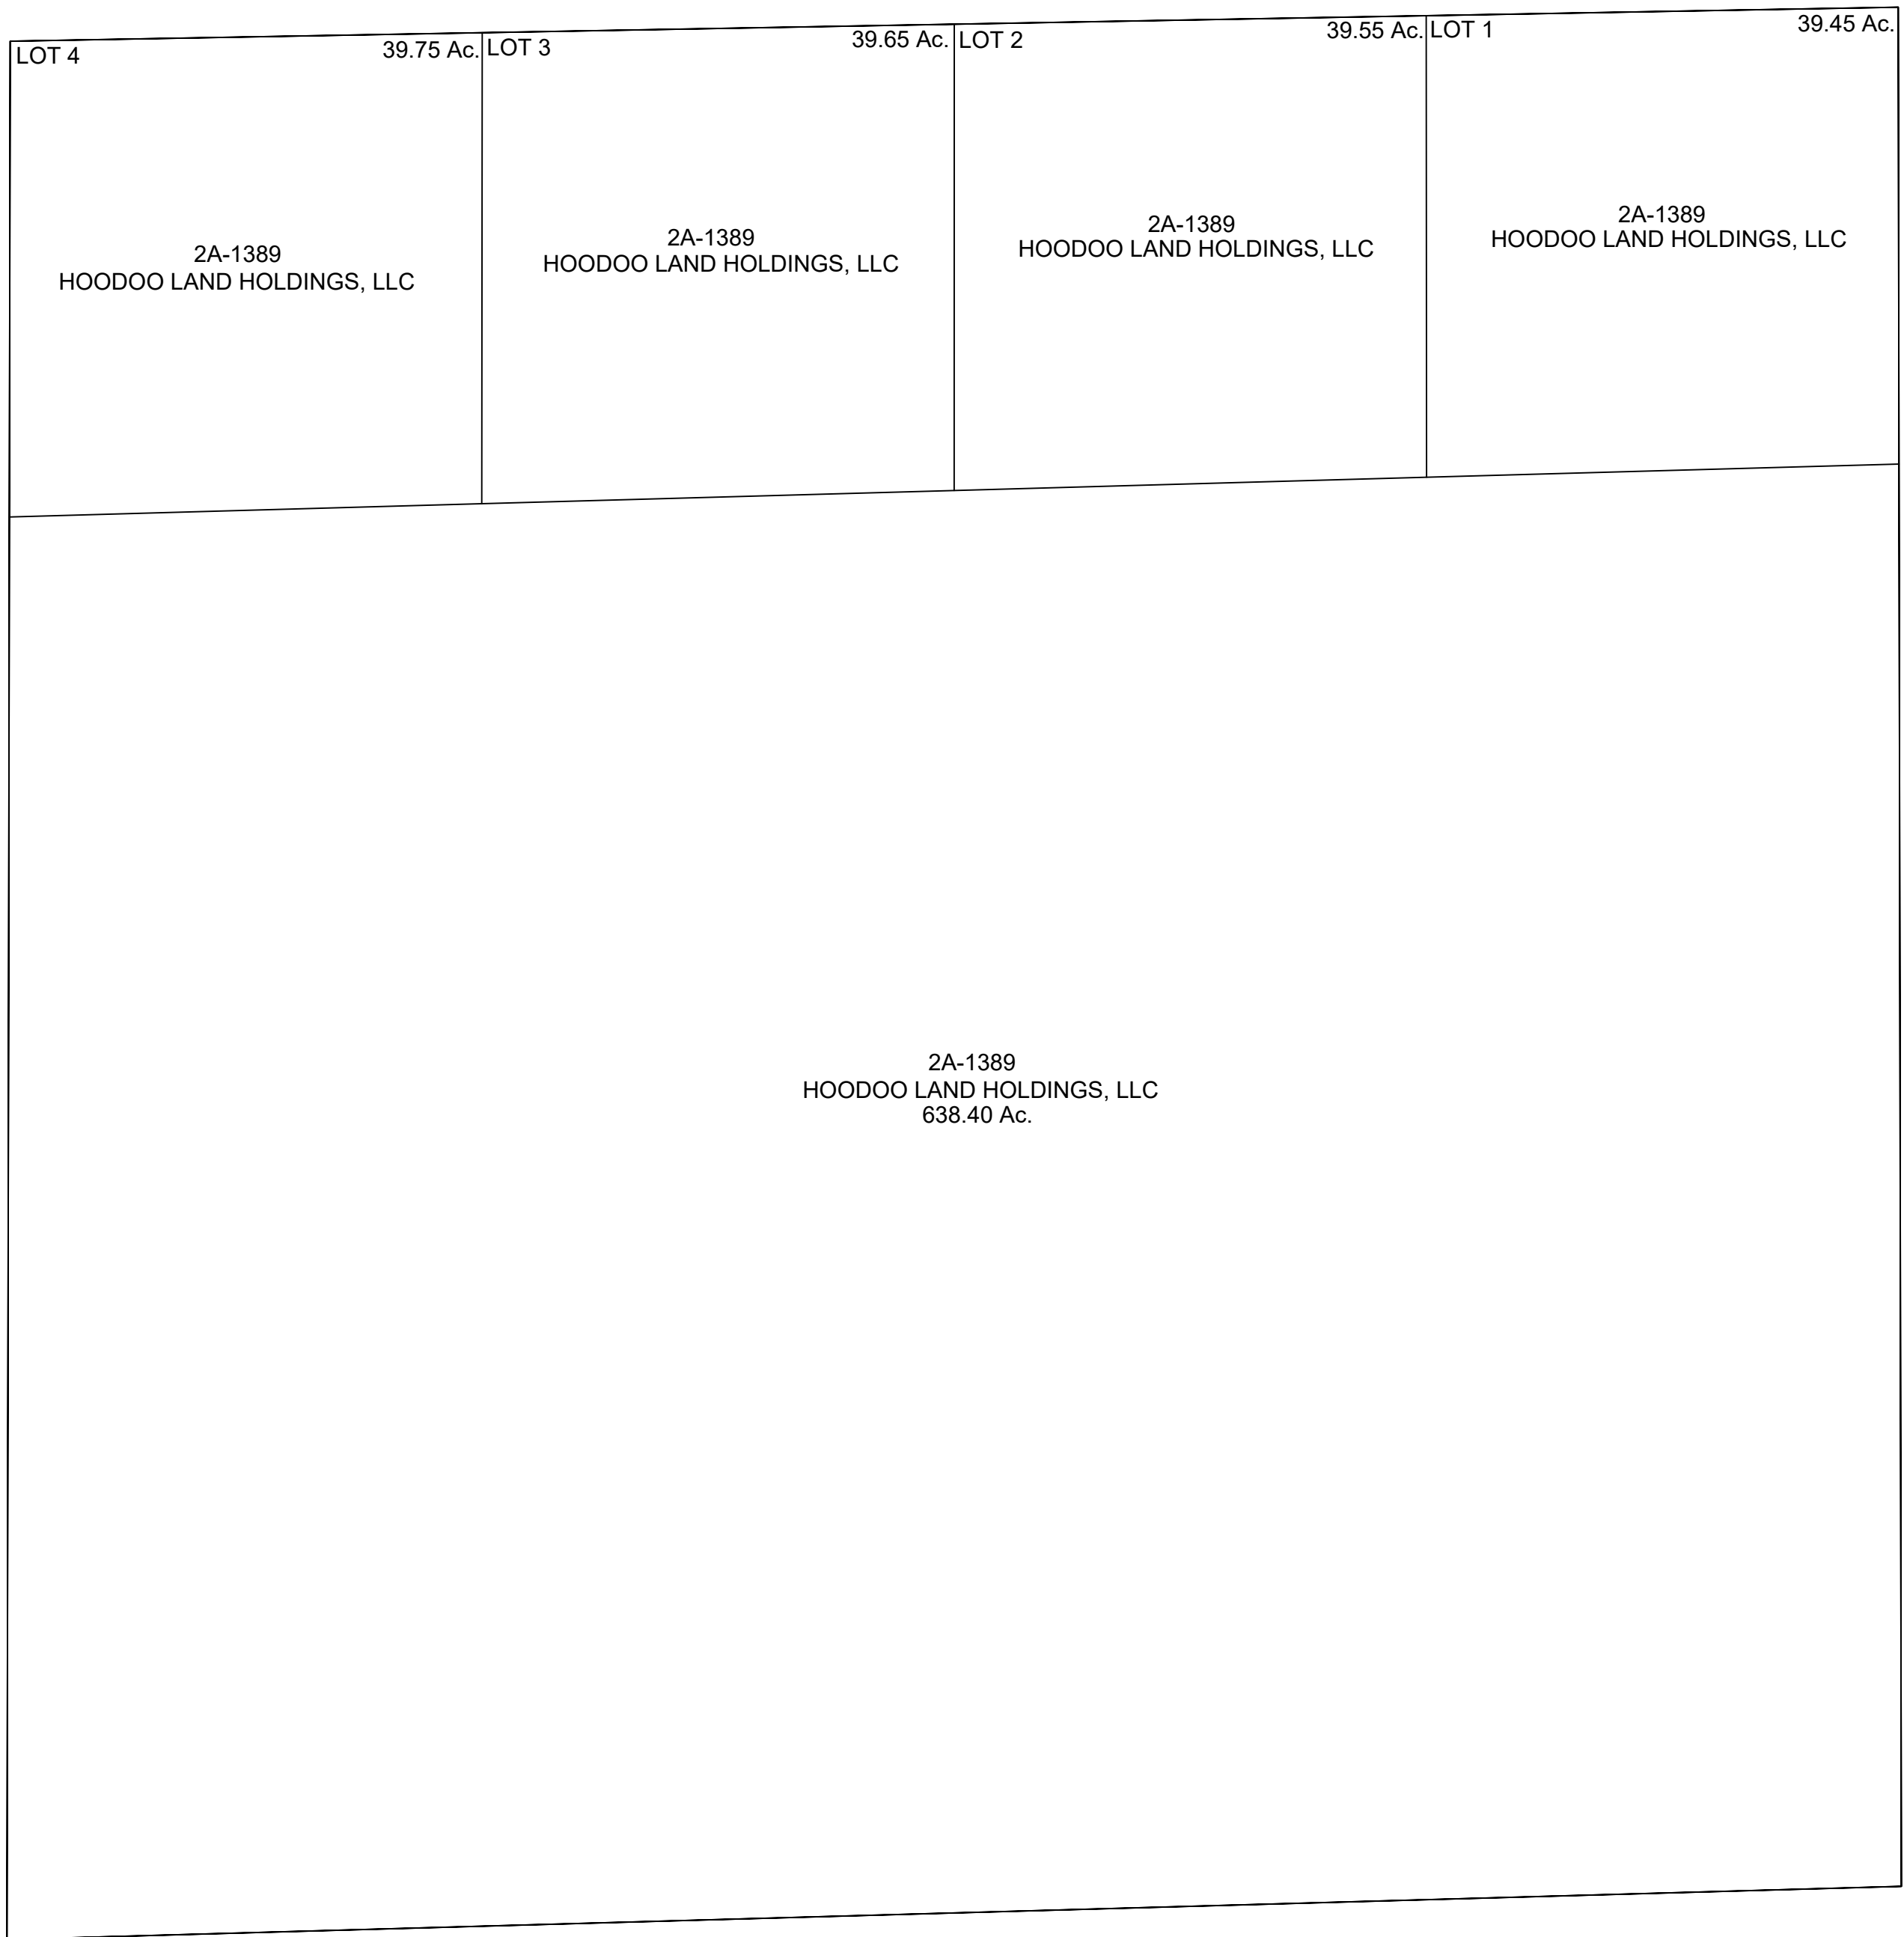 LOT 4
39.75 Ac.
LOT 3
39.65 Ac.
LOT 2
39.55 Ac.
LOT 1
39.45 Ac.
2A-1389
HOODOO LAND HOLDINGS, LLC
2A-1389
HOODOO LAND HOLDINGS, LLC
2A-1389
HOODOO LAND HOLDINGS, LLC
2A-1389
HOODOO LAND HOLDINGS, LLC
2A-1389
HOODOO LAND HOLDINGS, LLC
638.40 Ac.